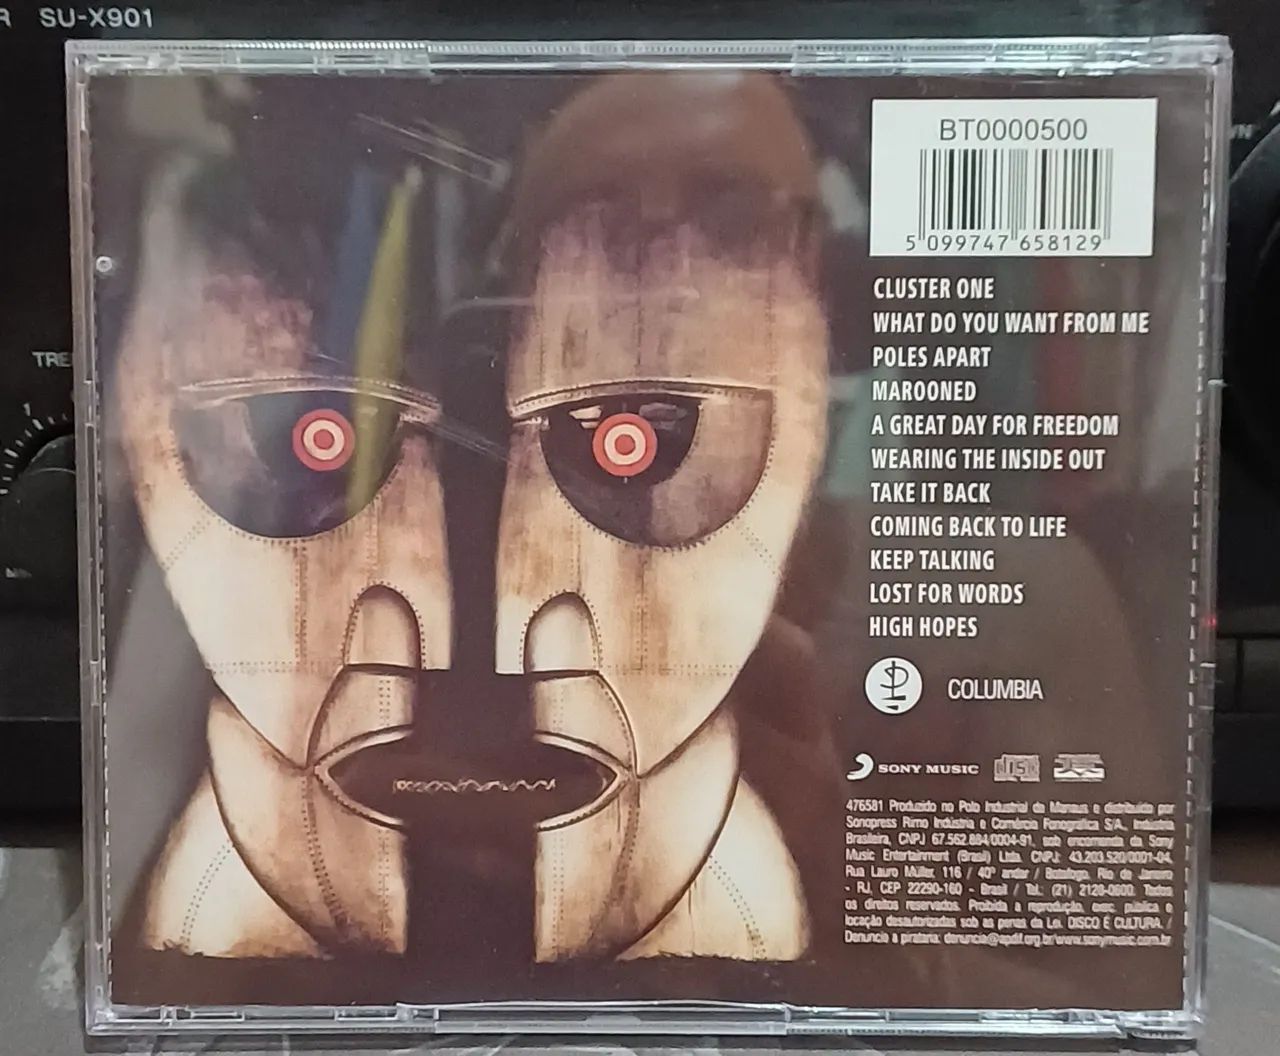 SU-X901
BT0000500
5 099747 658129
CLUSTER ONE
WHAT DO YOU WANT FROM ME
POLES APART
MAROONED
A GREAT DAY FOR FREEDOM
WEARING THE INSIDE OUT
TAKE IT BACK
COMING BACK TO LIFE
KEEP TALKING
LOST FOR WORDS
HIGH HOPES
COLUMBIA
SONY MUSIC
476581 Produzido no Polo Industrial de Manaus e distribuído por
Sonopress Rimo Indústria e Comércio Fonográfica S/A., Indústria
Brasileira, CNPJ 67.562.884/0004-91, sob encomenda da Sony
Music Entertainment (Brasil) Ltda. CNPJ: 43.203.520/0001-04,
Rua Lauro Müller, 116 / 40º andar / Botafogo, Rio de Janeiro
- RJ, CEP 22290-160 - Brasil / Tel.: (21) 2128-0600. Todos
os direitos reservados. Proibida a reprodução, exec. pública e
locação desautorizadas sob as penas da Lei. DISCO É CULTURA. /
Denuncie a pirataria: denuncia@apdif.org.br/www.sonymusic.com.br